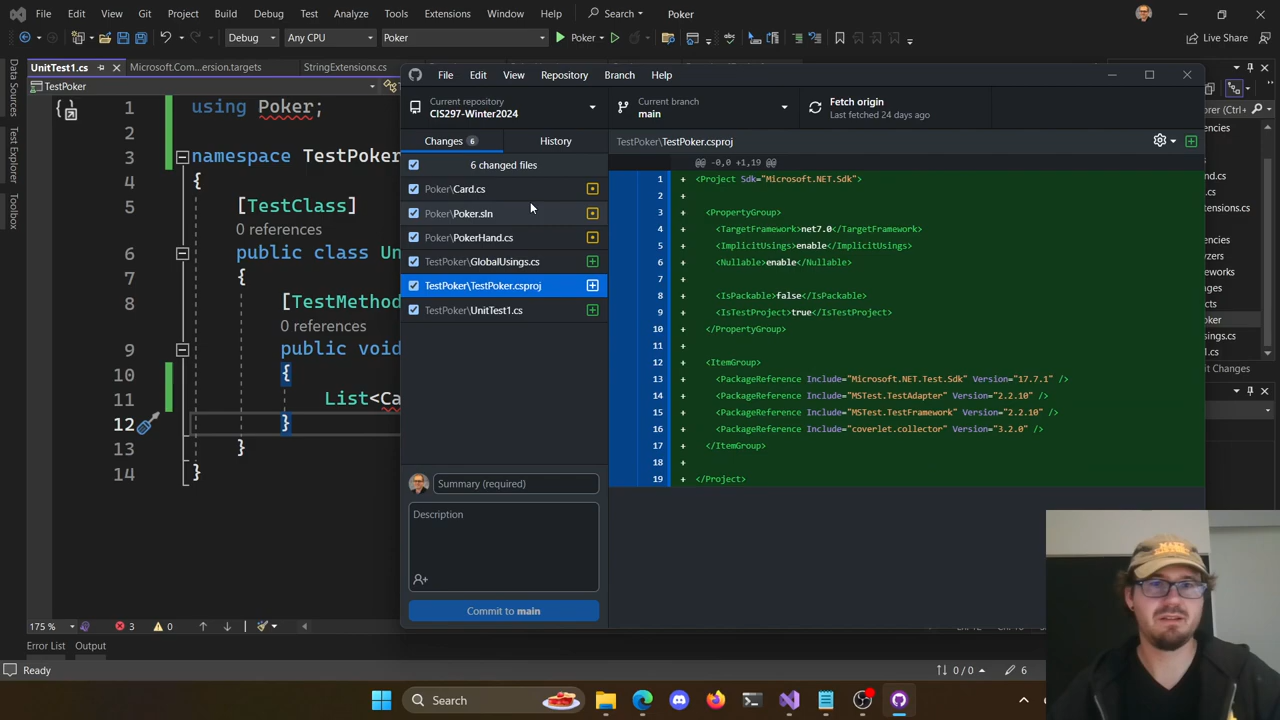 File Edit View Git Project Build Debug Test Analyze Tools Extensions Window Help Search Poker
Debug Any CPU Poker Poker Live Share
UnitTest1.cs Microsoft.Com...ersion.targets StringExtensions.cs
TestPoker
Data Sources
Test Explorer
Toolbox
1 using Poker;
2
3 namespace TestPoker
4 {
5 [TestClass]
0 references
6 public class Un
7 {
8 [TestMethod
0 references
9 public void
10 {
11 List<Ca
12 }
13 }
14 }
File Edit View Repository Branch Help
Current repository
CIS297-Winter2024
Current branch
main
Fetch origin
Last fetched 24 days ago
Changes 6 History
TestPoker\TestPoker.csproj
6 changed files
Poker\Card.cs
Poker\Poker.sln
Poker\PokerHand.cs
TestPoker\GlobalUsings.cs
TestPoker\TestPoker.csproj
TestPoker\UnitTest1.cs
Summary (required)
Description
Commit to main
@@ -0,0 +1,19 @@
1 + <Project Sdk="Microsoft.NET.Sdk">
2 +
3 + <PropertyGroup>
4 + <TargetFramework>net7.0</TargetFramework>
5 + <ImplicitUsings>enable</ImplicitUsings>
6 + <Nullable>enable</Nullable>
7 +
8 + <IsPackable>false</IsPackable>
9 + <IsTestProject>true</IsTestProject>
10 + </PropertyGroup>
11 +
12 + <ItemGroup>
13 + <PackageReference Include="Microsoft.NET.Test.Sdk" Version="17.7.1" />
14 + <PackageReference Include="MSTest.TestAdapter" Version="2.2.10" />
15 + <PackageReference Include="MSTest.TestFramework" Version="2.2.10" />
16 + <PackageReference Include="coverlet.collector" Version="3.2.0" />
17 + </ItemGroup>
18 +
19 + </Project>
175 % 3 0
Error List Output
Ready 0 / 0 6
Search